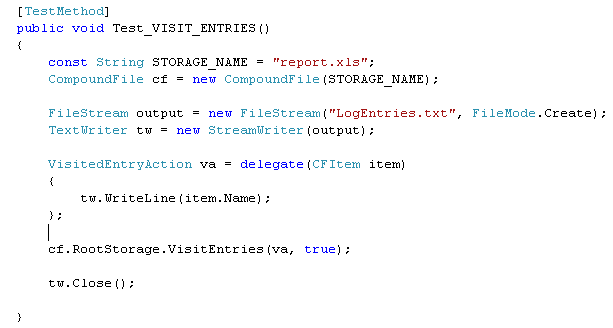 [TestMethod]
public void Test_VISIT_ENTRIES()
{
const String STORAGE_NAME = "report.xls";
CompoundFile cf = new CompoundFile(STORAGE_NAME);
FileStream output = new FileStream("LogEntries.txt", FileMode.Create);
TextWriter tw = new StreamWriter(output);
VisitedEntryAction va = delegate(CFItem item)
{
tw.WriteLine(item.Name);
};
cf.RootStorage.VisitEntries(va, true);
tw.Close();
}